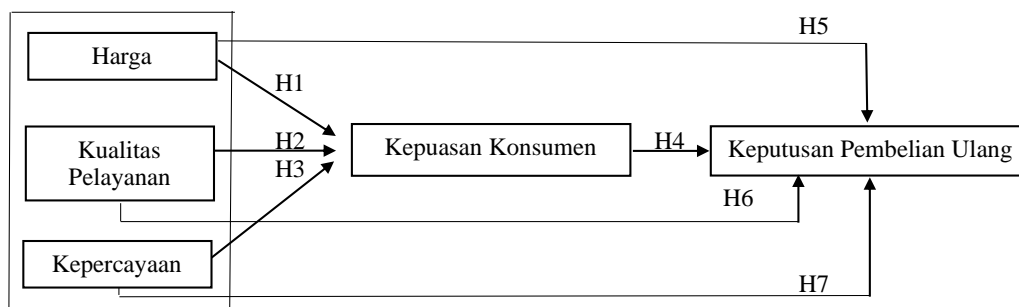 H5
Harga
H1
H2
Kualitas
Pelayanan
Kepuasan Konsumen
H4
Keputusan Pembelian Ulang
H3
H6
Kepercayaan
H7